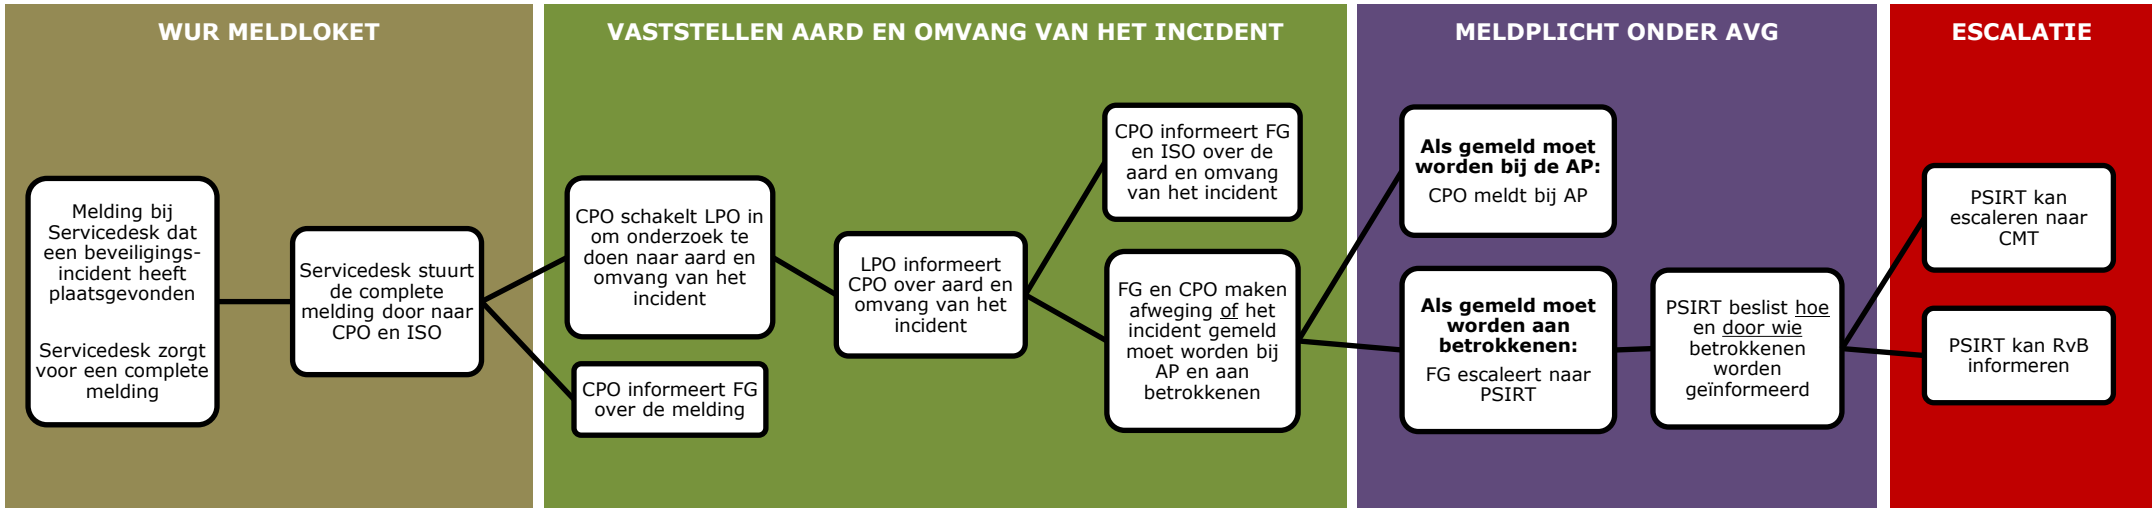 WUR MELDLOKET
Melding bij
Servicedesk dat
een beveiligings-
incident heeft
plaatsgevonden
Servicedesk zorgt
voor een complete
melding
Servicedesk stuurt
de complete
melding door naar
CPO en ISO
VASTSTELLEN AARD EN OMVANG VAN HET INCIDENT
CPO schakelt LPO in
om onderzoek te
doen naar aard en
omvang van het
incident
CPO informeert FG
over de melding
LPO informeert
CPO over aard en
omvang van het
incident
CPO informeert FG
en ISO over de
aard en omvang
van het incident
FG en CPO maken
afweging of het
incident gemeld
moet worden bij
AP en aan
betrokkenen
MELDPLICHT ONDER AVG
Als gemeld moet
worden bij de AP:
CPO meldt bij AP
Als gemeld moet
worden aan
betrokkenen:
FG escaleert naar
PSIRT
PSIRT beslist hoe
en door wie
betrokkenen
worden
geïnformeerd
ESCALATIE
PSIRT kan
escaleren naar
CMT
PSIRT kan RvB
informeren